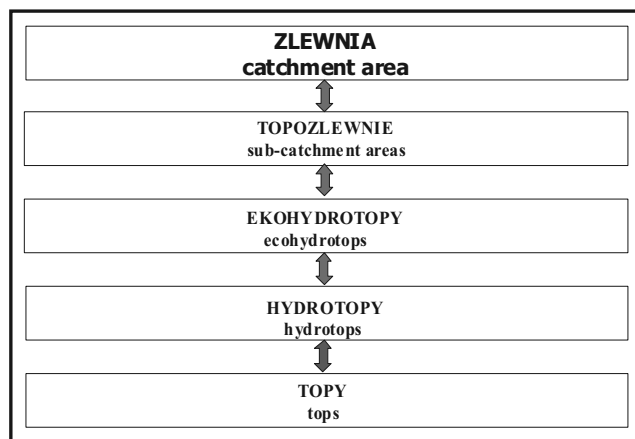 ZLEWNIA
catchment area
TOPOZLEWNIE
sub-catchment areas
EKOHYDROTOPY
ecohydrotops
HYDROTOPY
hydrotops
TOPY
tops